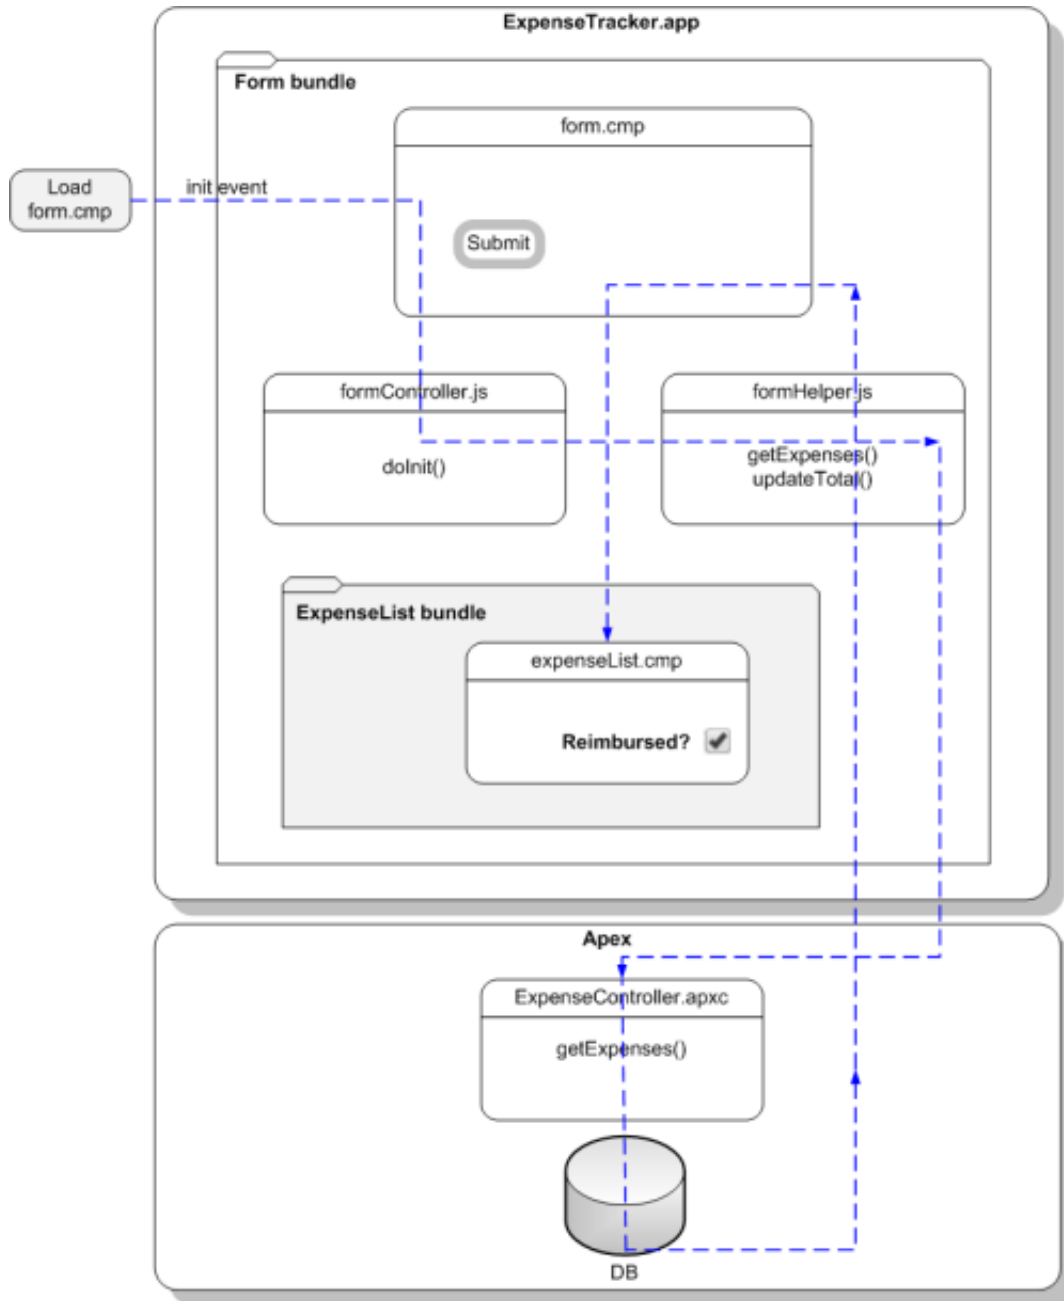 ExpenseTracker.app
Form bundle
form.cmp
Load
form.cmp
init event
Submit
formController.js
doInit()
formHelper.js
getExpenses()
updateTotal()
ExpenseList bundle
expenseList.cmp
Reimbursed?
Apex
ExpenseController.apxc
getExpenses()
DB